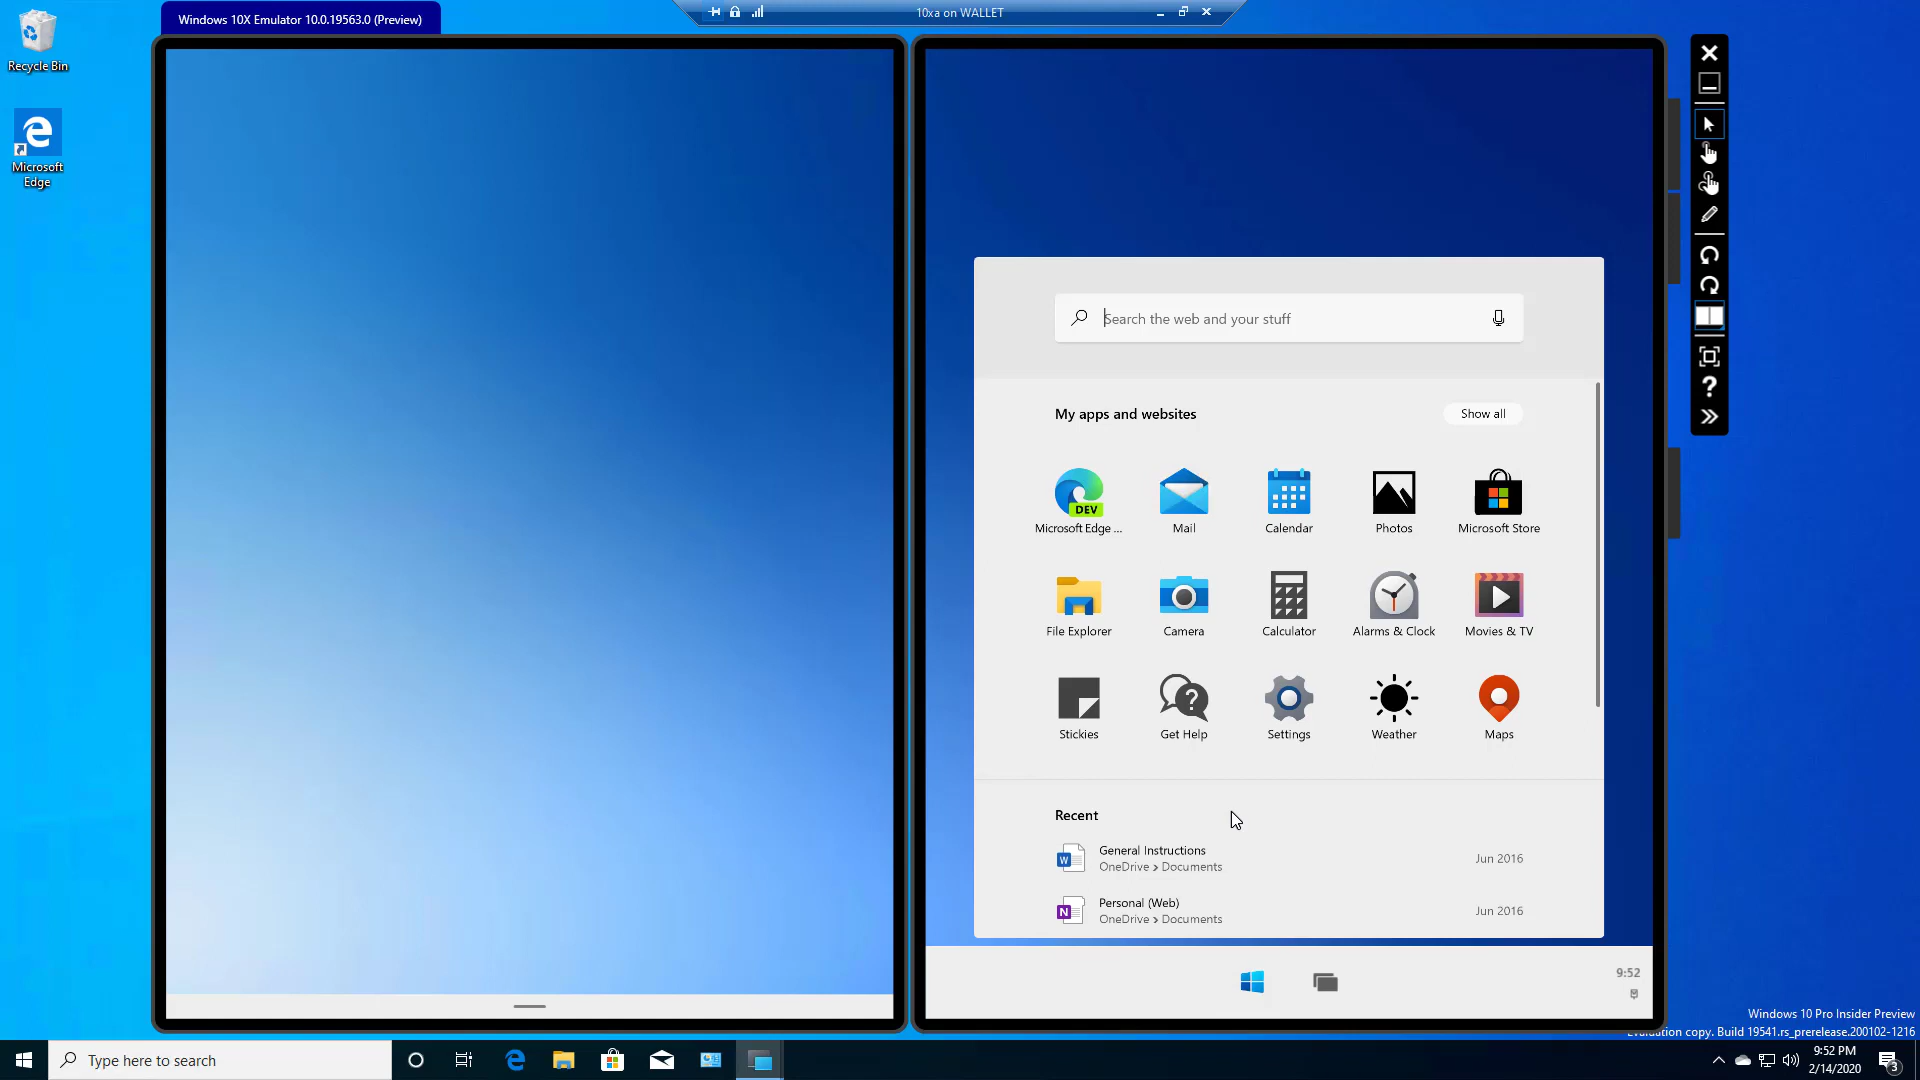 Recycle Bin
Microsoft
Edge
Windows 10X Emulator 10.0.19563.0 (Preview)
10xa on WALLET
Search the web and your stuff
My apps and websites
Show all
DEV
Microsoft Edge ...
Mail
Calendar
Photos
Microsoft Store
File Explorer
Camera
Calculator
Alarms & Clock
Movies & TV
Stickies
Get Help
Settings
Weather
Maps
Recent
General Instructions
OneDrive > Documents
Jun 2016
Personal (Web)
OneDrive > Documents
Jun 2016
9:52
Windows 10 Pro Insider Preview
Evaluation copy. Build 19541.rs_prerelease.200102-1216
Type here to search
9:52 PM
2/14/2020
3